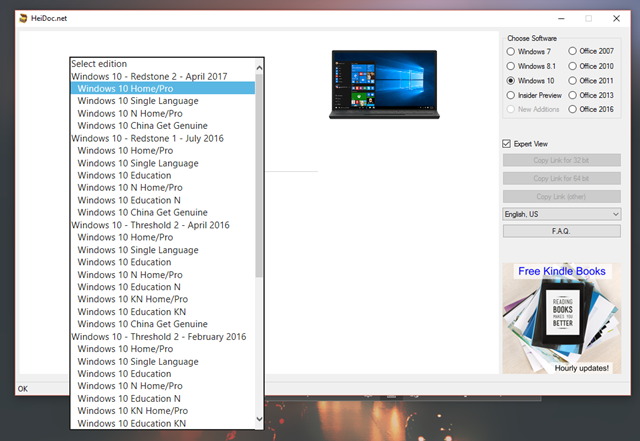 HeiDoc.net
Select edition
Windows 10 - Redstone 2 - April 2017
Windows 10 Home/Pro
Windows 10 Single Language
Windows 10 N Home/Pro
Windows 10 China Get Genuine
Windows 10 - Redstone 1 - July 2016
Windows 10 Home/Pro
Windows 10 Single Language
Windows 10 Education
Windows 10 N Home/Pro
Windows 10 Education N
Windows 10 China Get Genuine
Windows 10 - Threshold 2 - April 2016
Windows 10 Home/Pro
Windows 10 Single Language
Windows 10 Education
Windows 10 N Home/Pro
Windows 10 Education N
Windows 10 KN Home/Pro
Windows 10 Education KN
Windows 10 China Get Genuine
Windows 10 - Threshold 2 - February 2016
Windows 10 Home/Pro
Windows 10 Single Language
Windows 10 Education
Windows 10 N Home/Pro
Windows 10 Education N
Windows 10 KN Home/Pro
Windows 10 Education KN
Choose Software
Windows 7 Office 2007
Windows 8.1 Office 2010
Windows 10 Office 2011
Insider Preview Office 2013
New Additions Office 2016
Expert View
Copy Link for 32 bit
Copy Link for 64 bit
Copy Link (other)
English, US
F.A.Q.
Free Kindle Books
READING
BOOKS
MAKES YOU
BETTER
Hourly updates!
OK